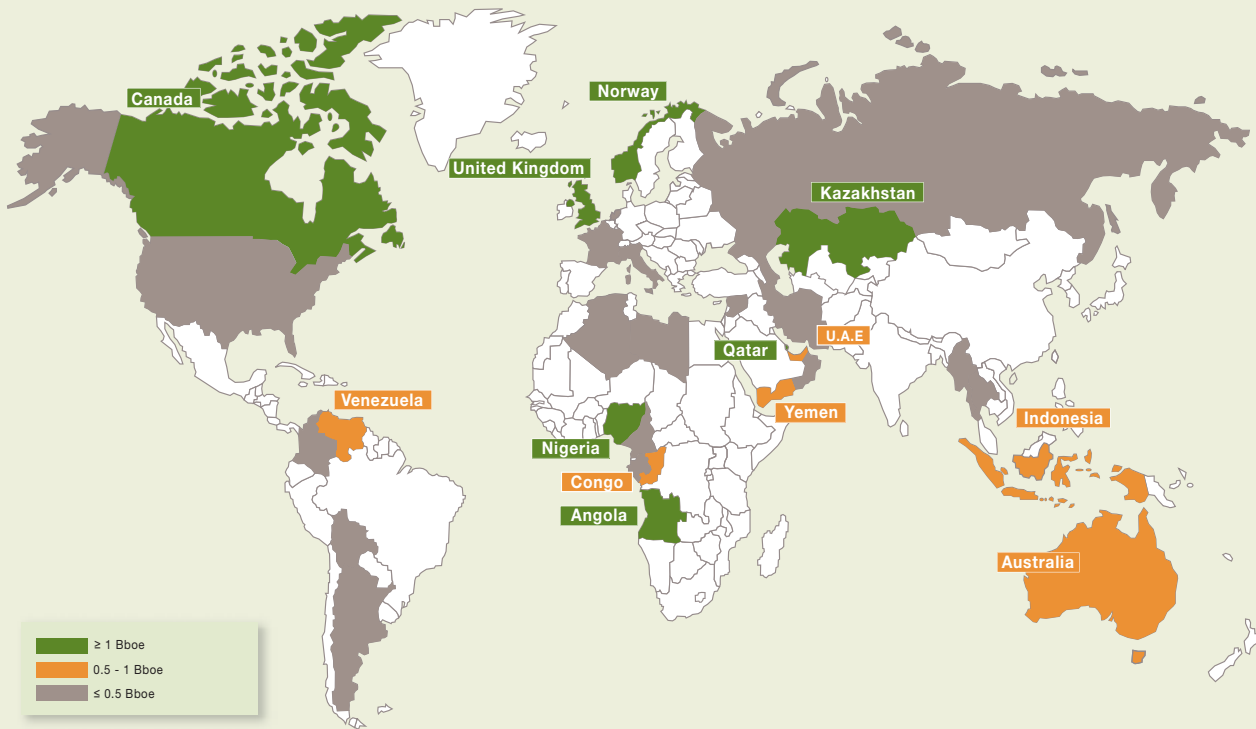 Norway
Canada
United Kingdom
Kazakhstan
U.A.E
Qatar
Venezuela
Yemen
Indonesia
Nigeria
Congo
Angola
Australia
≥ 1 Bboe
0.5 - 1 Bboe
≤ 0.5 Bboe